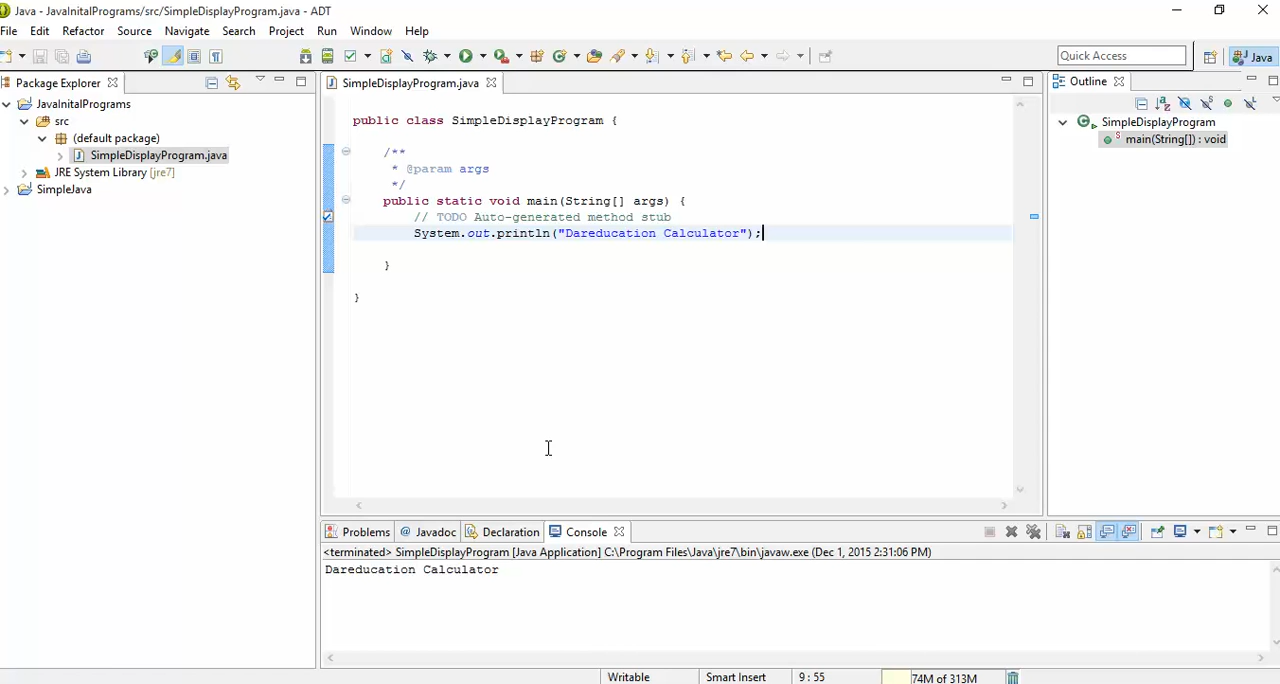 Java - JavaInitalPrograms/src/SimpleDisplayProgram.java - ADT
File Edit Refactor Source Navigate Search Project Run Window Help
Quick Access
Java
Package Explorer
JavaInitalPrograms
src
(default package)
SimpleDisplayProgram.java
JRE System Library [jre7]
SimpleJava
SimpleDisplayProgram.java
public class SimpleDisplayProgram {
/**
* @param args
*/
public static void main(String[] args) {
// TODO Auto-generated method stub
System.out.println("Dareducation Calculator");
}
}
Outline
SimpleDisplayProgram
main(String[]) : void
Problems @ Javadoc Declaration Console
<terminated> SimpleDisplayProgram [Java Application] C:\Program Files\Java\jre7\bin\javaw.exe (Dec 1, 2015 2:31:06 PM)
Dareducation Calculator
Writable Smart Insert 9 : 55 74M of 313M